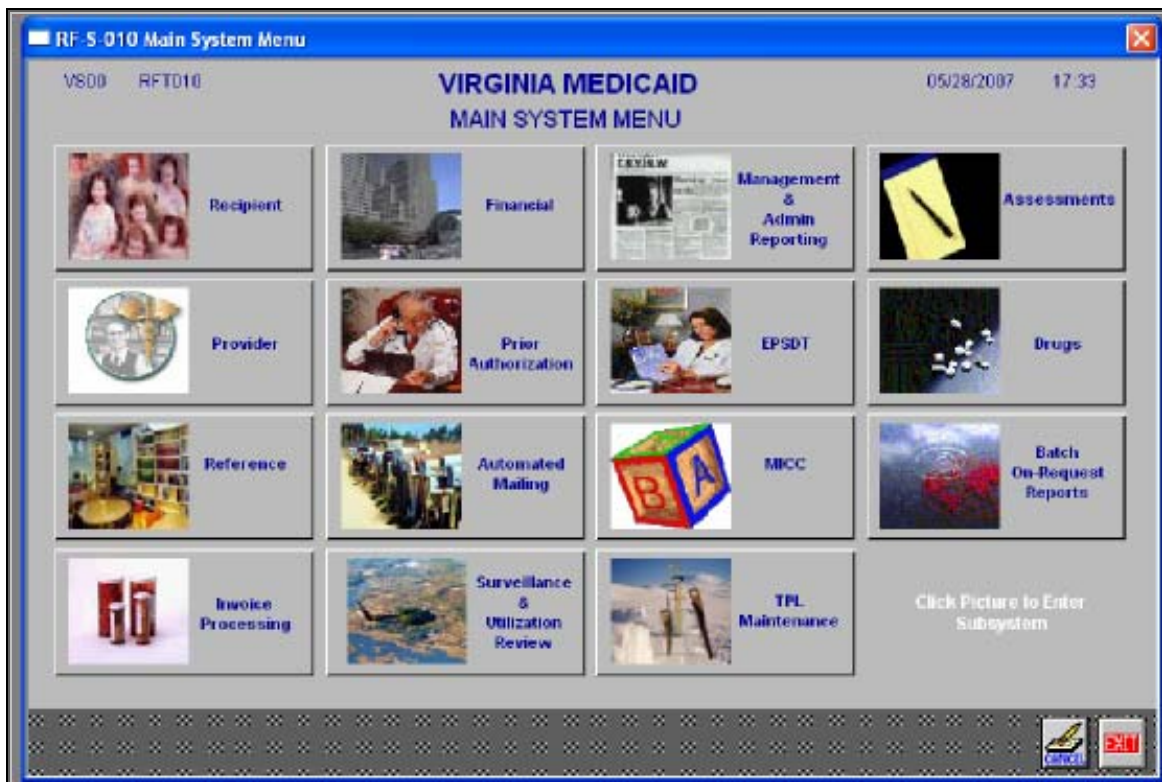 RF-S-010 Main System Menu
VS00 RFT010 VIRGINIA MEDICAID 05/28/2007 17:33
MAIN SYSTEM MENU
Recipient
Financial
Management
&
Admin
Reporting
Assessments
Provider
Prior
Authorization
EPSDT
Drugs
Reference
Automated
Mailing
B A
MICC
Batch
On-Request
Reports
Invoice
Processing
Surveillance
&
Utilization
Review
TPL
Maintenance
Click Picture to Enter
Subsystem
CANCEL
EXIT